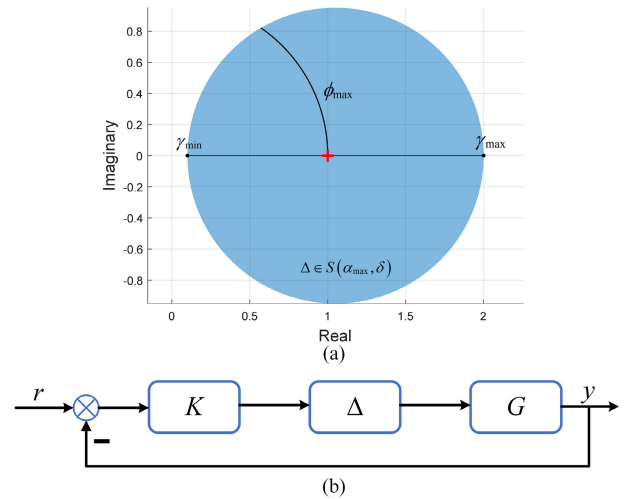 0.8
0.6
0.4
0.2
0
-0.2
-0.4
-0.6
-0.8
Imaginary
ϕmax
γmin
γmax
Δ ∈ S(αmax, δ)
0 0.5 1 1.5 2
Real
(a)
r K Δ G y
(b)